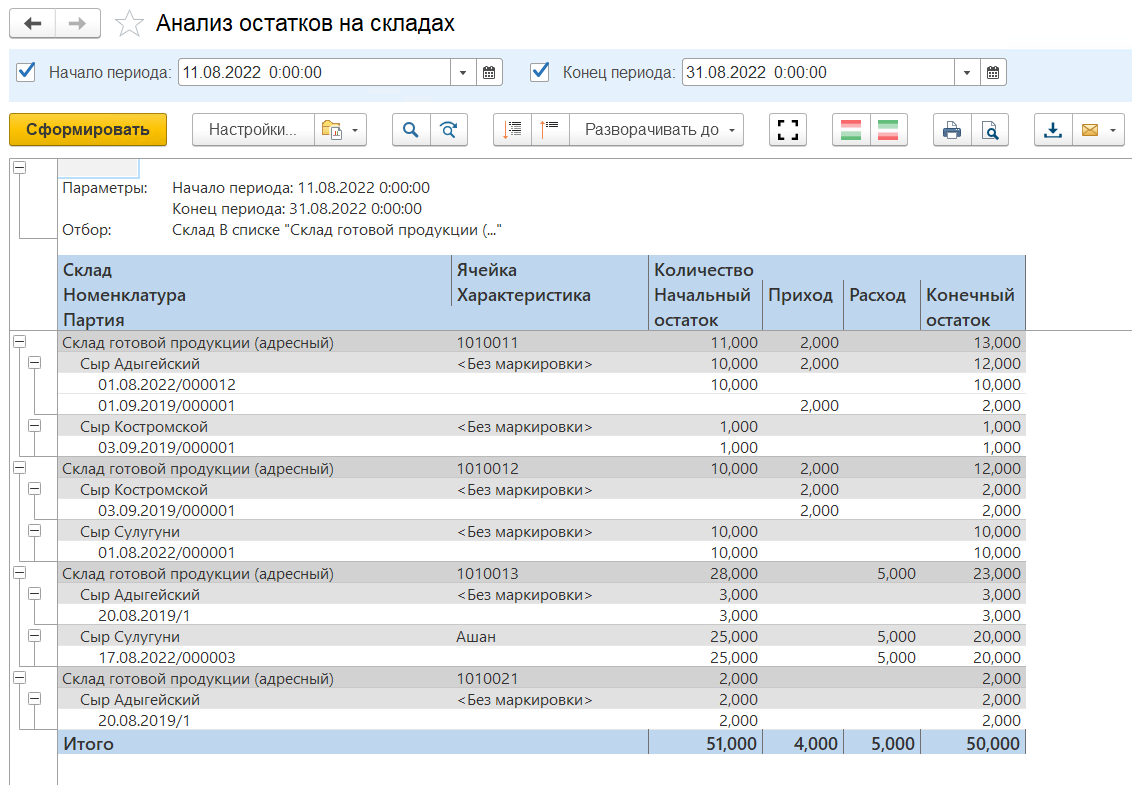 Анализ остатков на складах
Начало периода: 11.08.2022 0:00:00 Конец периода: 31.08.2022 0:00:00
Сформировать Настройки... Разворачивать до
Параметры: Начало периода: 11.08.2022 0:00:00
Конец периода: 31.08.2022 0:00:00
Отбор: Склад В списке "Склад готовой продукции (..."
Склад Ячейка Количество
Номенклатура Характеристика Начальный Приход Расход Конечный
Партия остаток остаток
Склад готовой продукции (адресный) 1010011 11,000 2,000 13,000
Сыр Адыгейский <Без маркировки> 10,000 2,000 12,000
01.08.2022/000012 10,000 10,000
01.09.2019/000001 2,000 2,000
Сыр Костромской <Без маркировки> 1,000 1,000
03.09.2019/000001 1,000 1,000
Склад готовой продукции (адресный) 1010012 10,000 2,000 12,000
Сыр Костромской <Без маркировки> 2,000 2,000
03.09.2019/000001 2,000 2,000
Сыр Сулугуни <Без маркировки> 10,000 10,000
01.08.2022/000001 10,000 10,000
Склад готовой продукции (адресный) 1010013 28,000 5,000 23,000
Сыр Адыгейский <Без маркировки> 3,000 3,000
20.08.2019/1 3,000 3,000
Сыр Сулугуни Ашан 25,000 5,000 20,000
17.08.2022/000003 25,000 5,000 20,000
Склад готовой продукции (адресный) 1010021 2,000 2,000
Сыр Адыгейский <Без маркировки> 2,000 2,000
20.08.2019/1 2,000 2,000
Итого 51,000 4,000 5,000 50,000